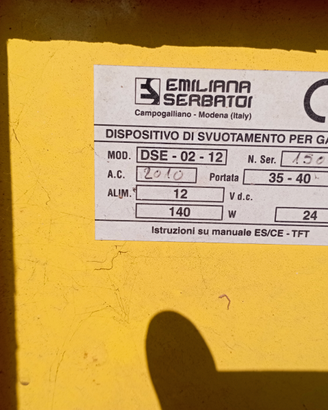 EMILIANA
SERBATOI
Campogalliano - Modena (Italy)
DISPOSITIVO DI SVUOTAMENTO PER GA
MOD. DSE - 02 - 12 N. Ser. 150
A.C. 2010 Portata 35 - 40
ALIM. 12 V d.c.
140 W 24
Istruzioni su manuale ES/CE - TFT